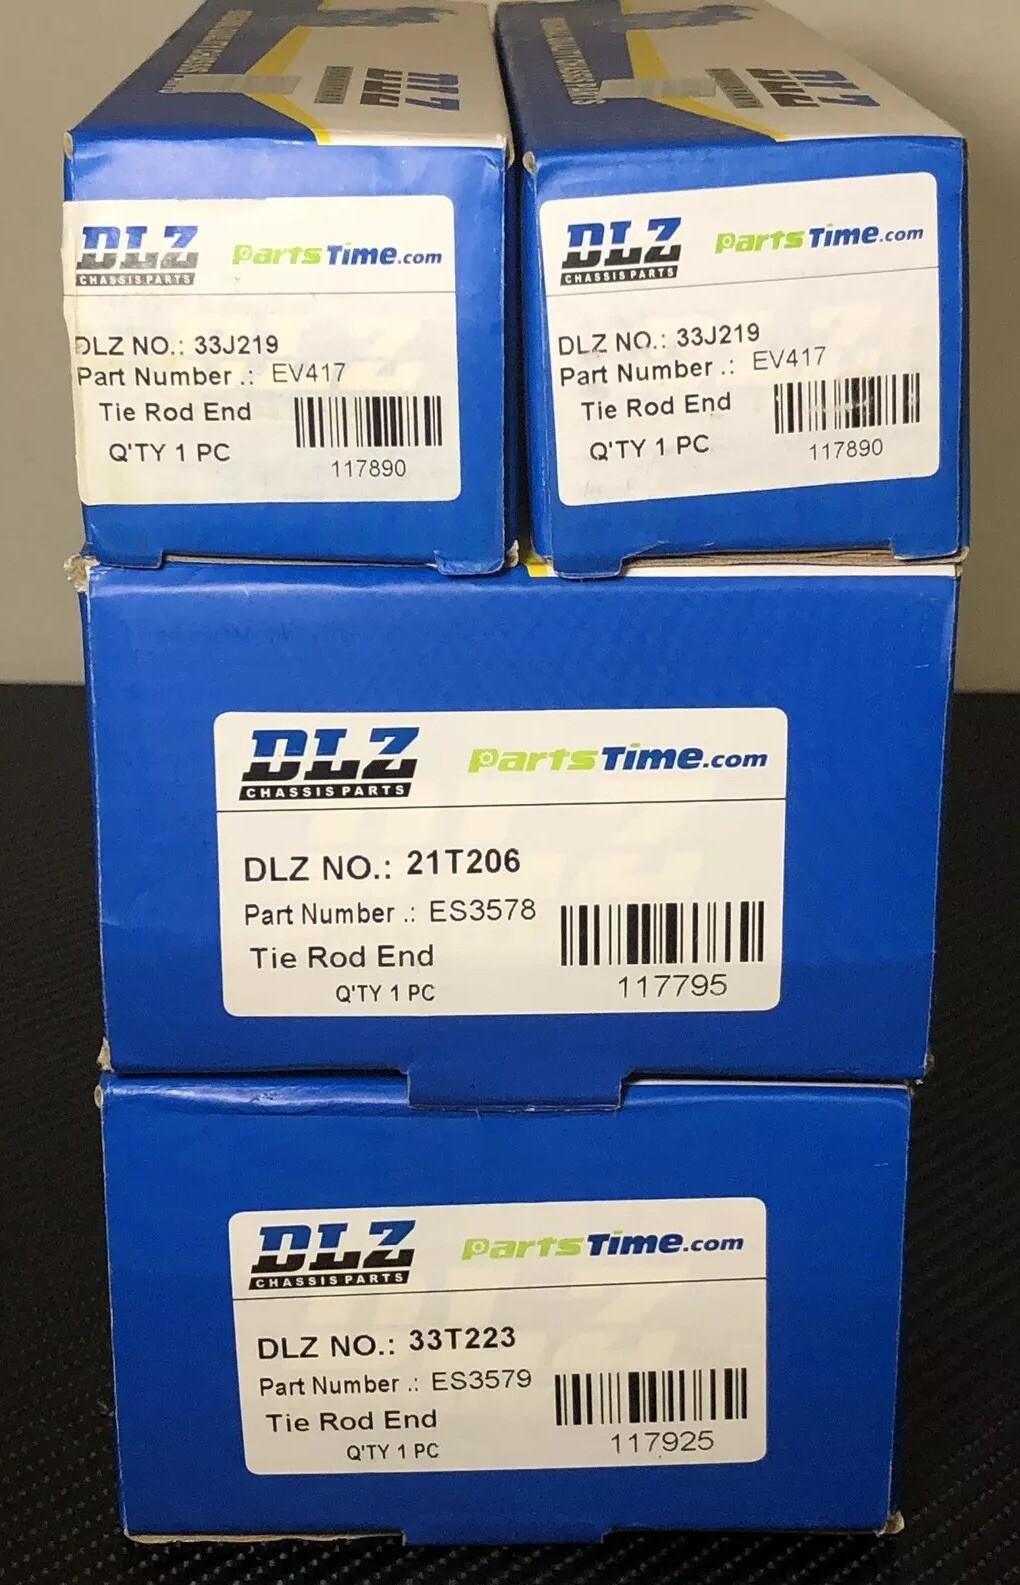 DLZ PartsTime.com
CHASSIS PARTS
DLZ NO.: 33J219
Part Number .: EV417
Tie Rod End
Q'TY 1 PC
117890
DLZ PartsTime.com
CHASSIS PARTS
DLZ NO.: 33J219
Part Number .: EV417
Tie Rod End
Q'TY 1 PC
117890
DLZ PartsTime.com
CHASSIS PARTS
DLZ NO.: 21T206
Part Number .: ES3578
Tie Rod End
Q'TY 1 PC
117795
DLZ PartsTime.com
CHASSIS PARTS
DLZ NO.: 33T223
Part Number .: ES3579
Tie Rod End
Q'TY 1 PC
117925